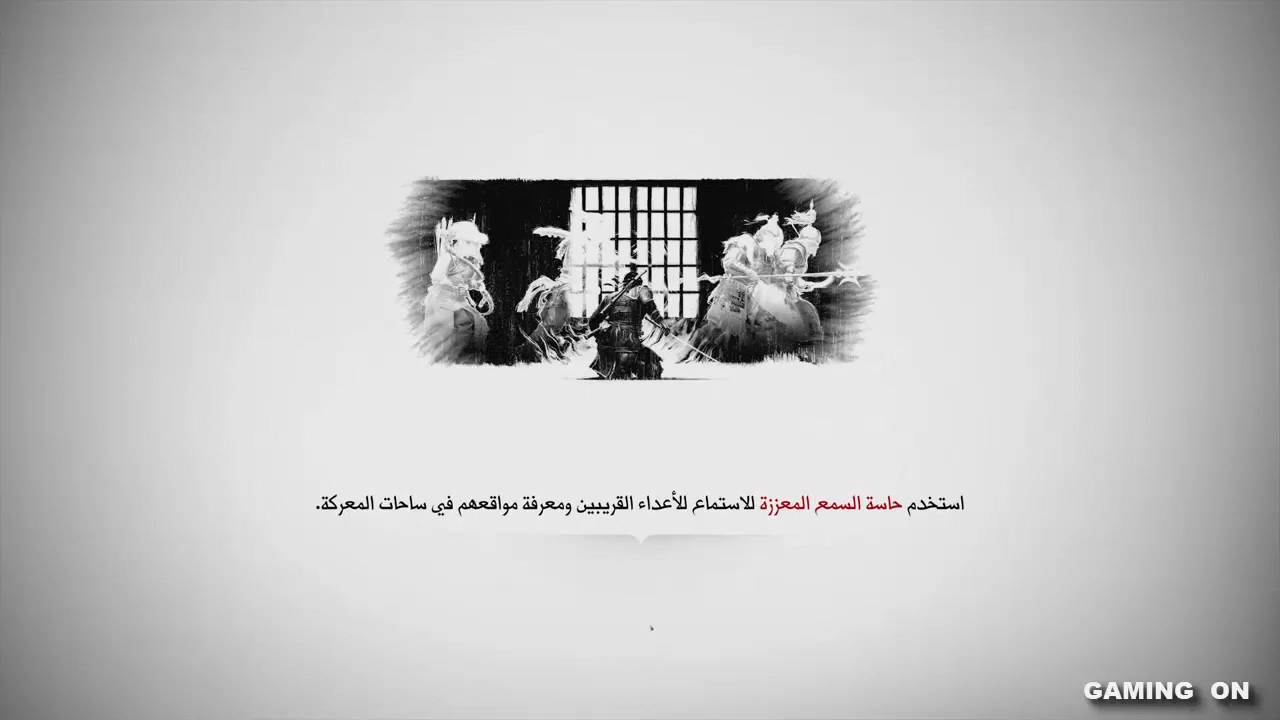 استخدم حاسة السمع المعززة للاستماع للأعداء القريبين ومعرفة مواقعهم في ساحات المعركة.
GAMING ON